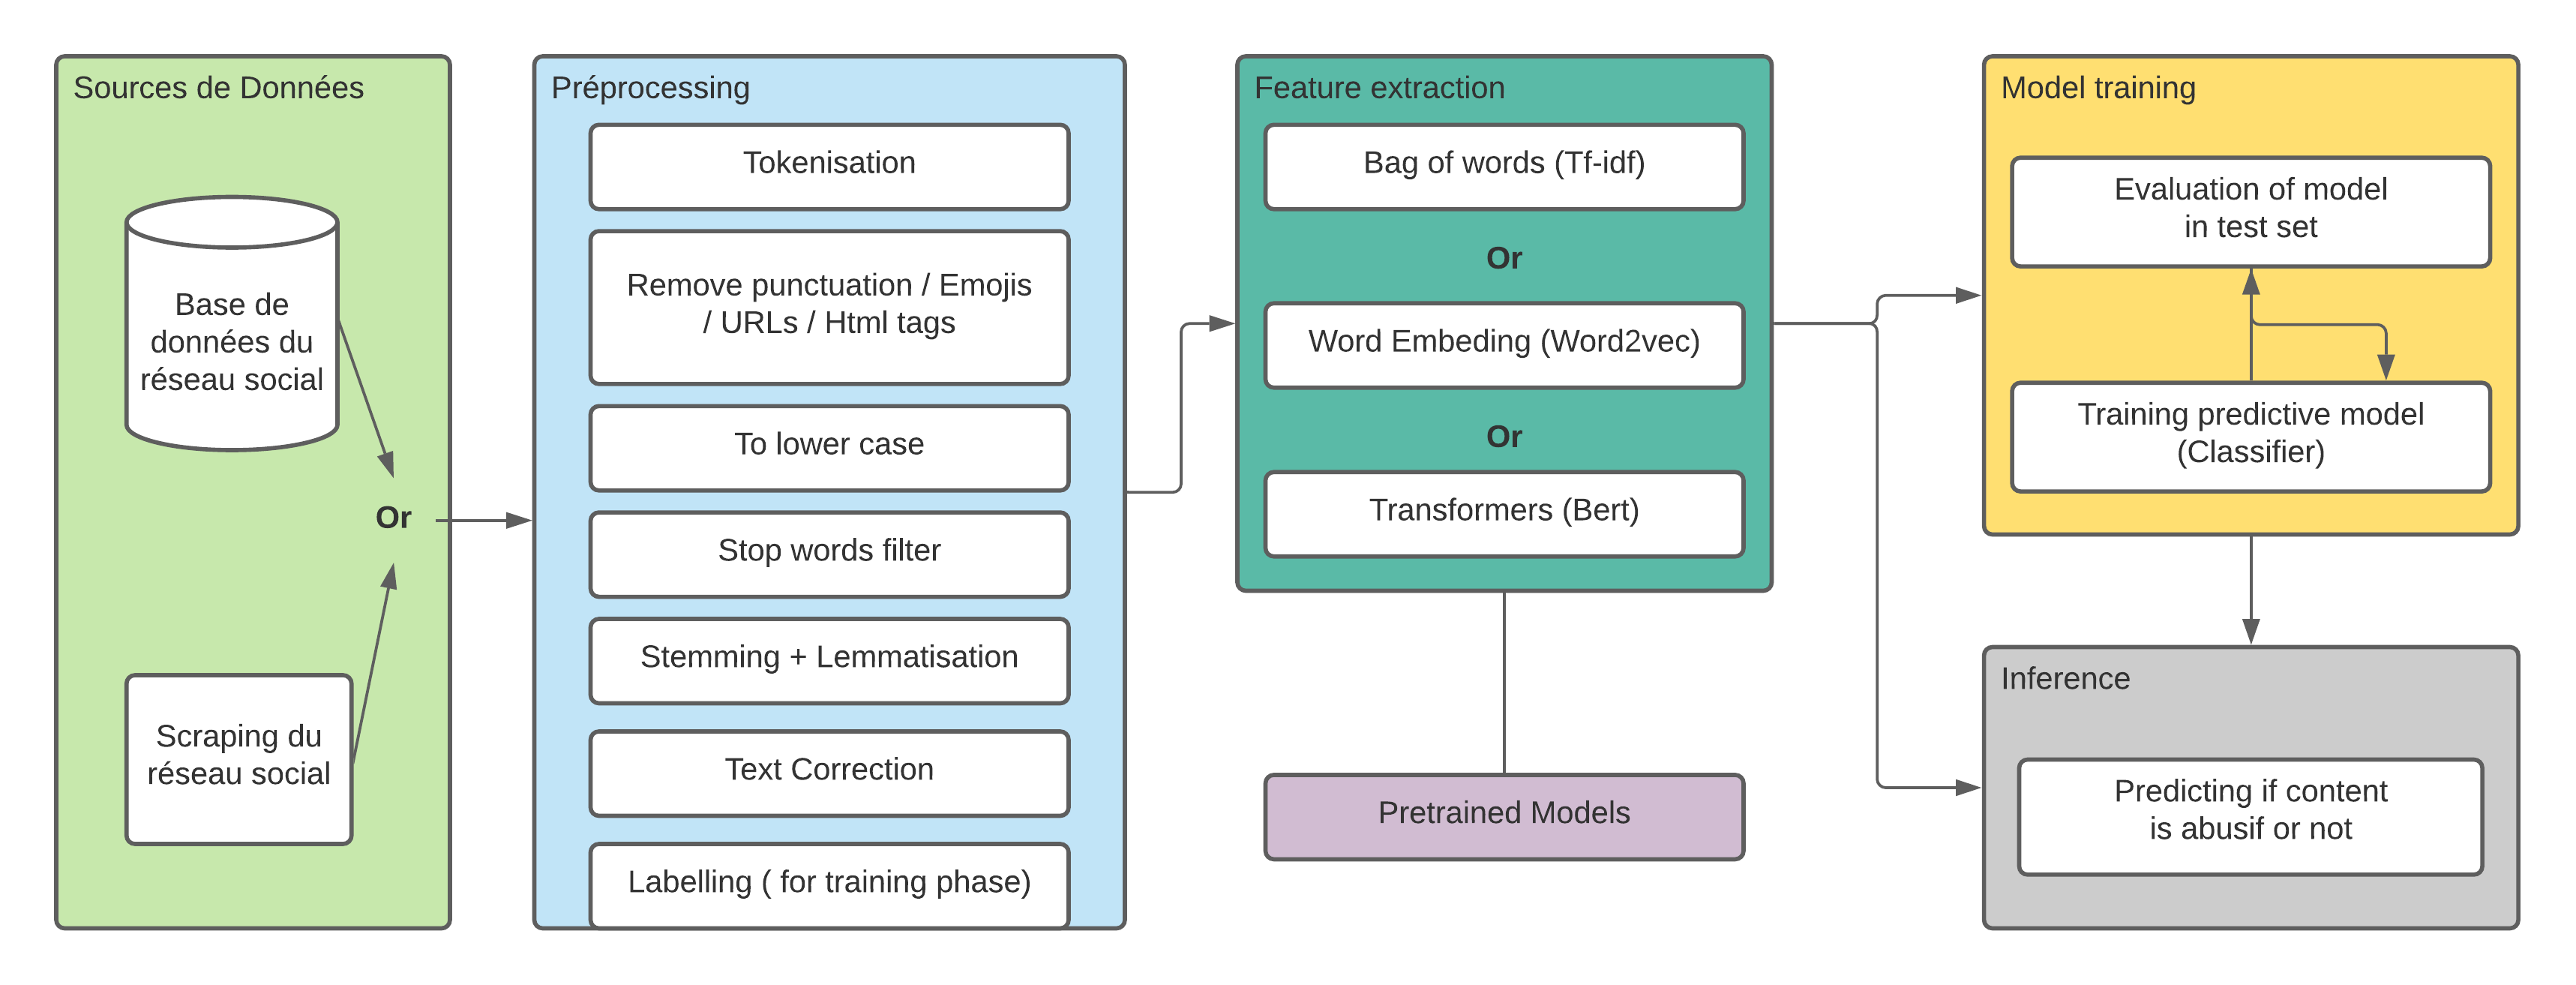 Sources de Données
Base de
données du
réseau social
Or
Scraping du
réseau social
Préprocessing
Tokenisation
Remove punctuation / Emojis
/ URLs / Html tags
To lower case
Stop words filter
Stemming + Lemmatisation
Text Correction
Labelling ( for training phase)
Feature extraction
Bag of words (Tf-idf)
Or
Word Embeding (Word2vec)
Or
Transformers (Bert)
Pretrained Models
Model training
Evaluation of model
in test set
Training predictive model
(Classifier)
Inference
Predicting if content
is abusif or not